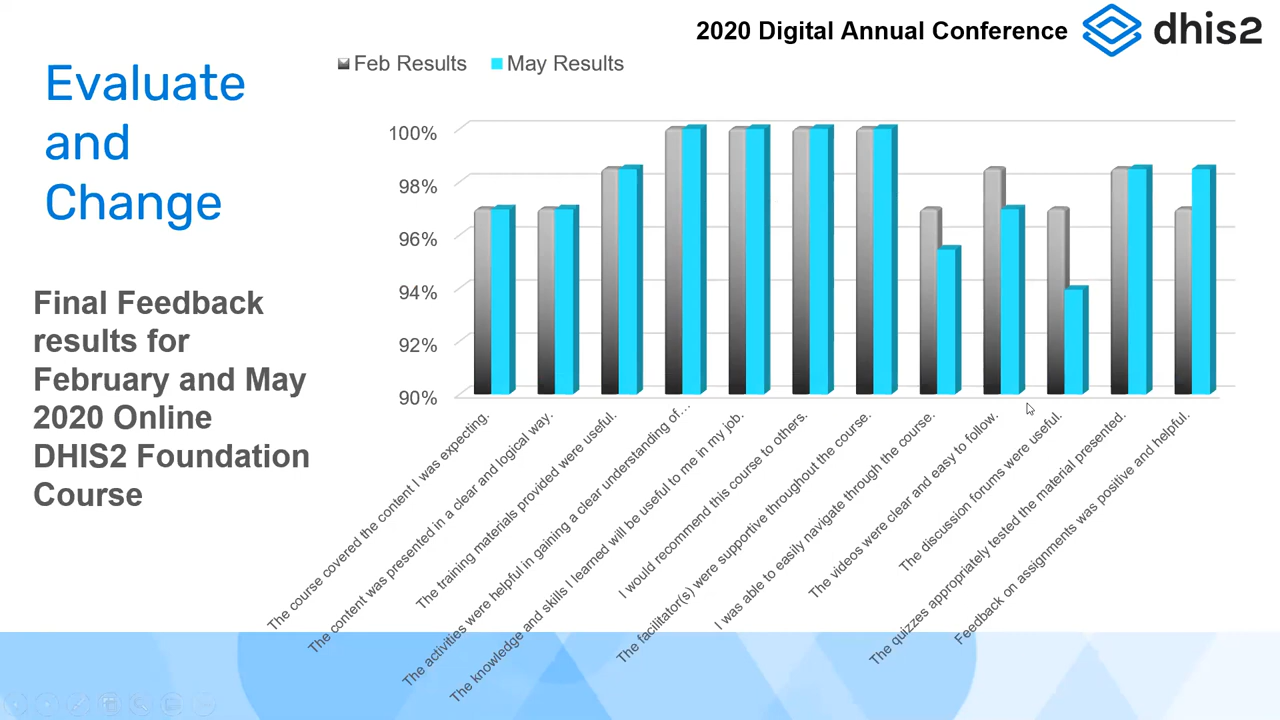 2020 Digital Annual Conference
dhis2
Evaluate
and
Change
Final Feedback
results for
February and May
2020 Online
DHIS2 Foundation
Course
Feb Results
May Results
100%
98%
96%
94%
92%
90%
The course covered the content I was expecting.
The content was presented in a clear and logical way.
The training materials provided were useful.
The activities were helpful in gaining a clear understanding of…
The knowledge and skills I learned will be useful to me in my job.
I would recommend this course to others.
The facilitator(s) were supportive throughout the course.
I was able to easily navigate through the course.
The videos were clear and easy to follow.
The discussion forums were useful.
The quizzes appropriately tested the material presented.
Feedback on assignments was positive and helpful.